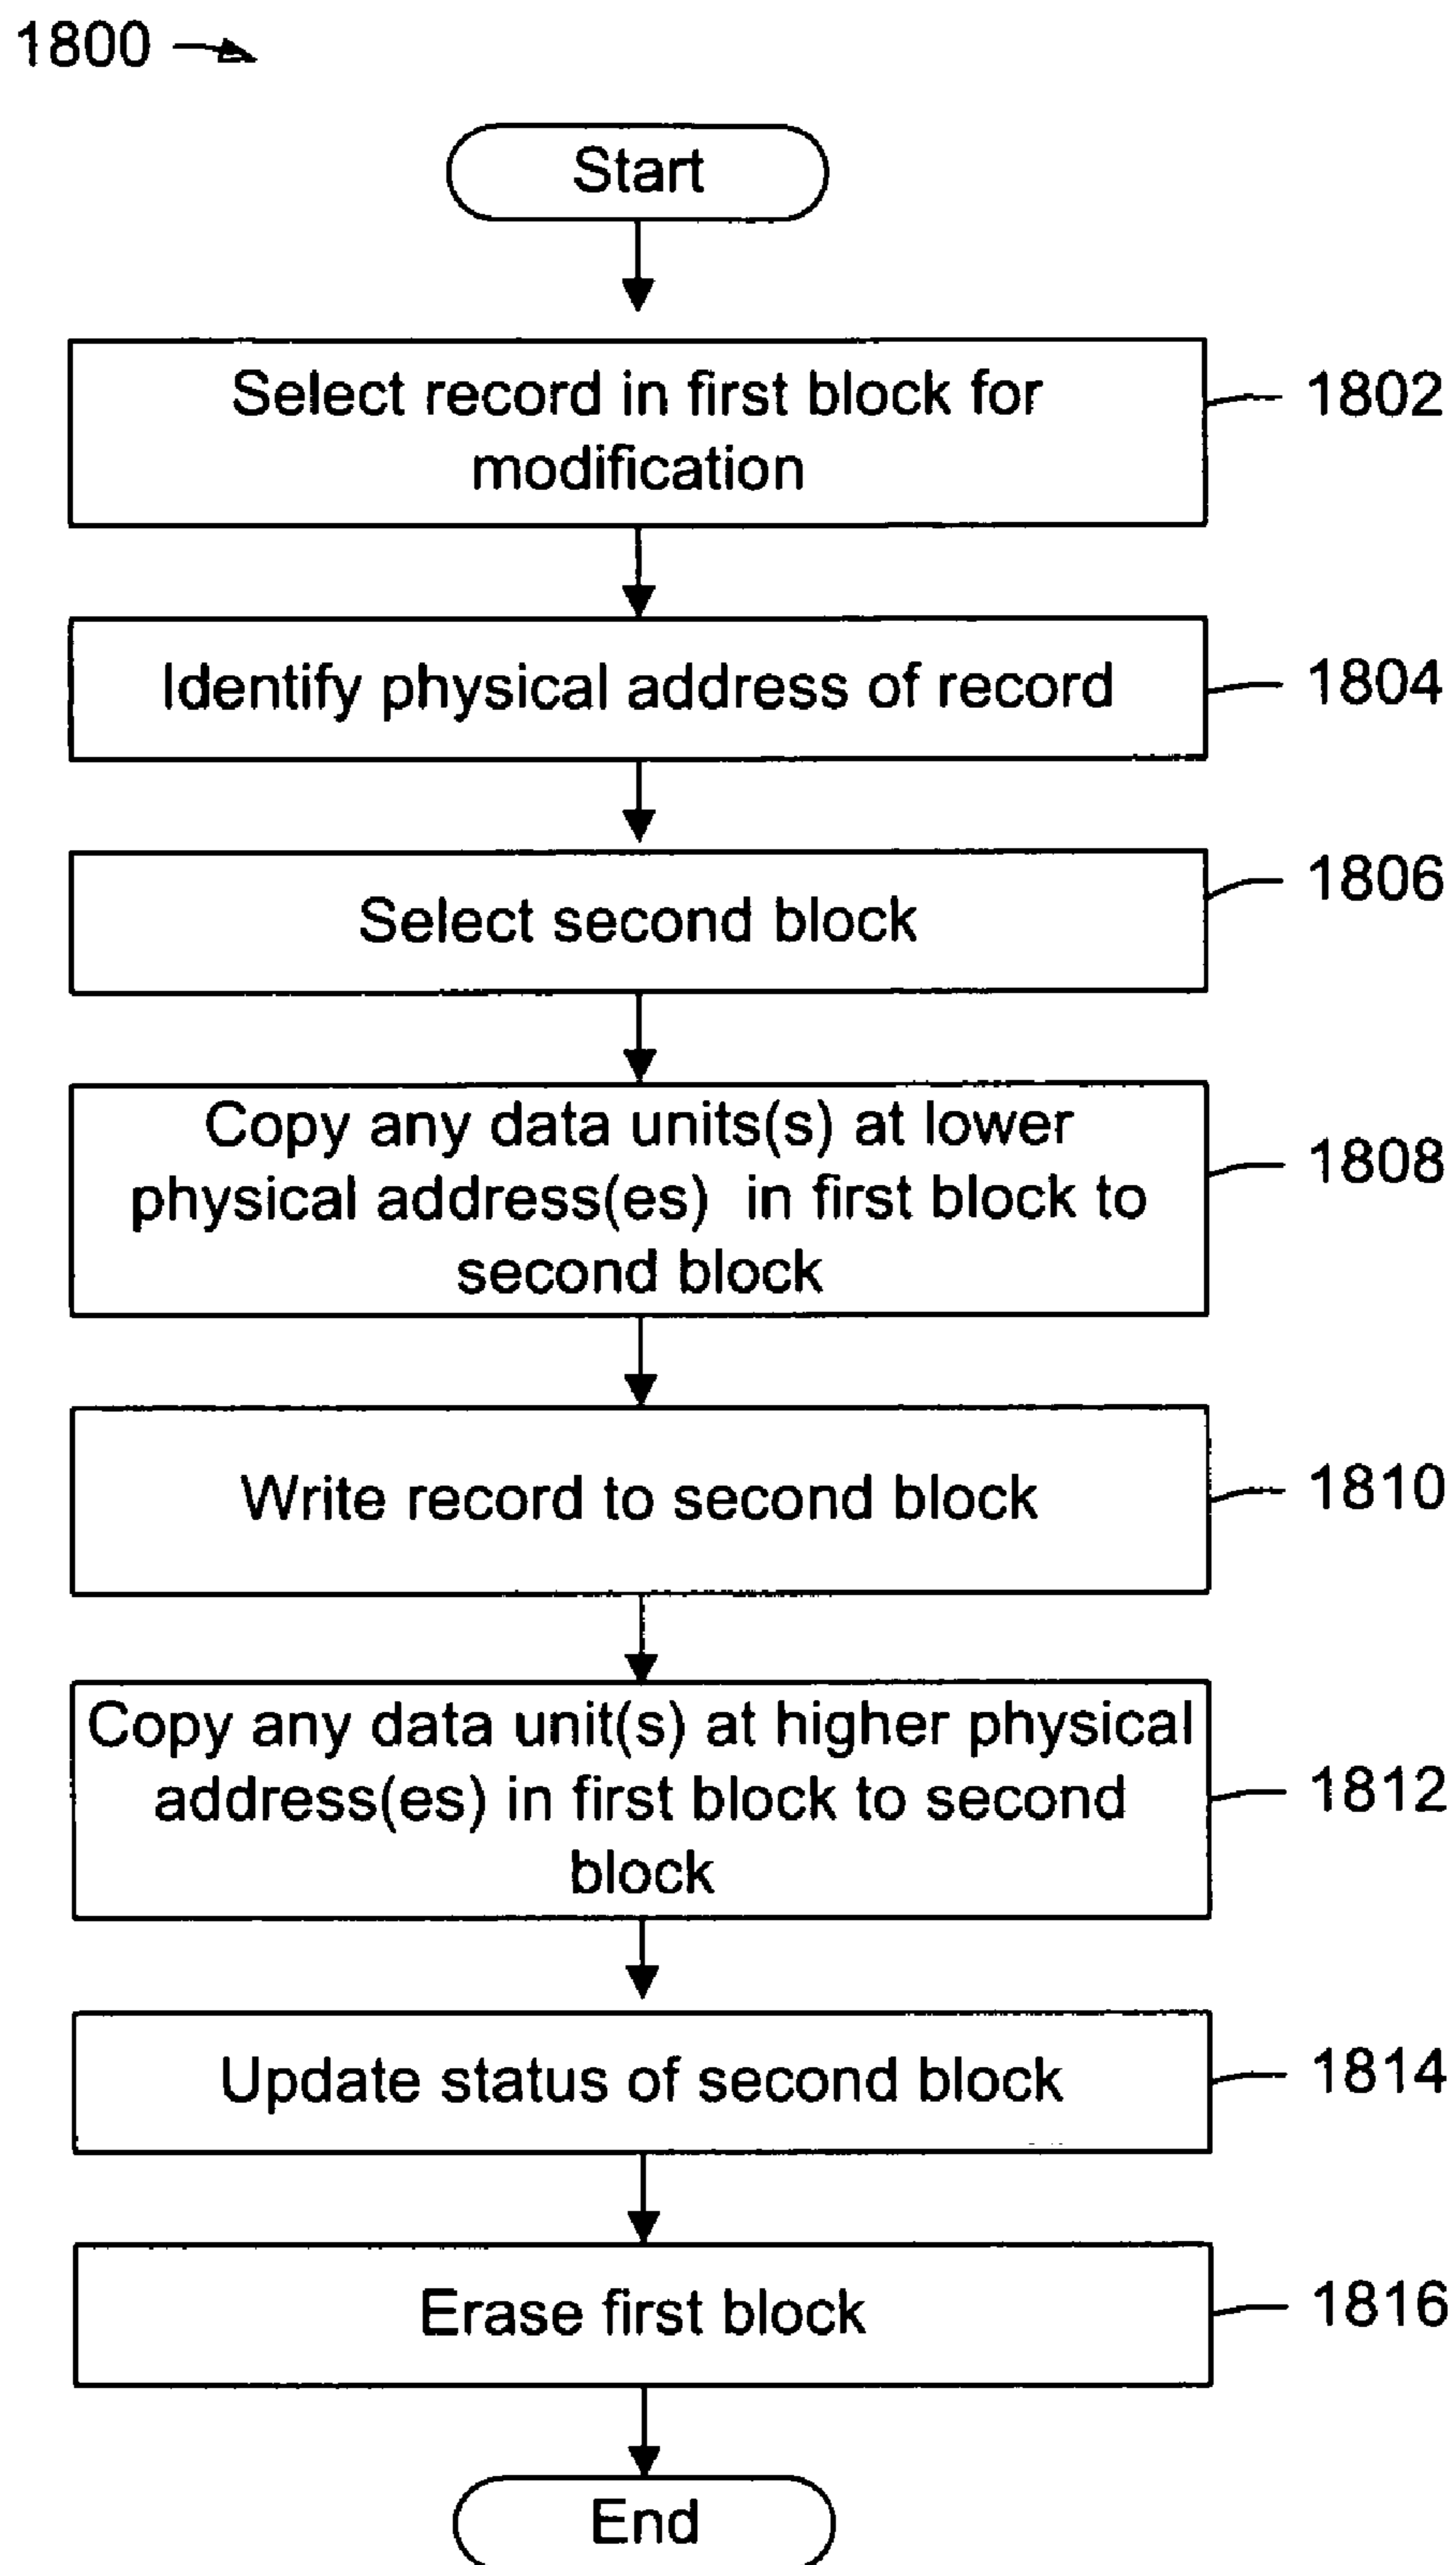 1800
Start
Select record in first block for
modification
1802
Identify physical address of record
1804
Select second block
1806
Copy any data units(s) at lower
physical address(es) in first block to
second block
1808
Write record to second block
1810
Copy any data unit(s) at higher physical
address(es) in first block to second
block
1812
Update status of second block
1814
Erase first block
1816
End